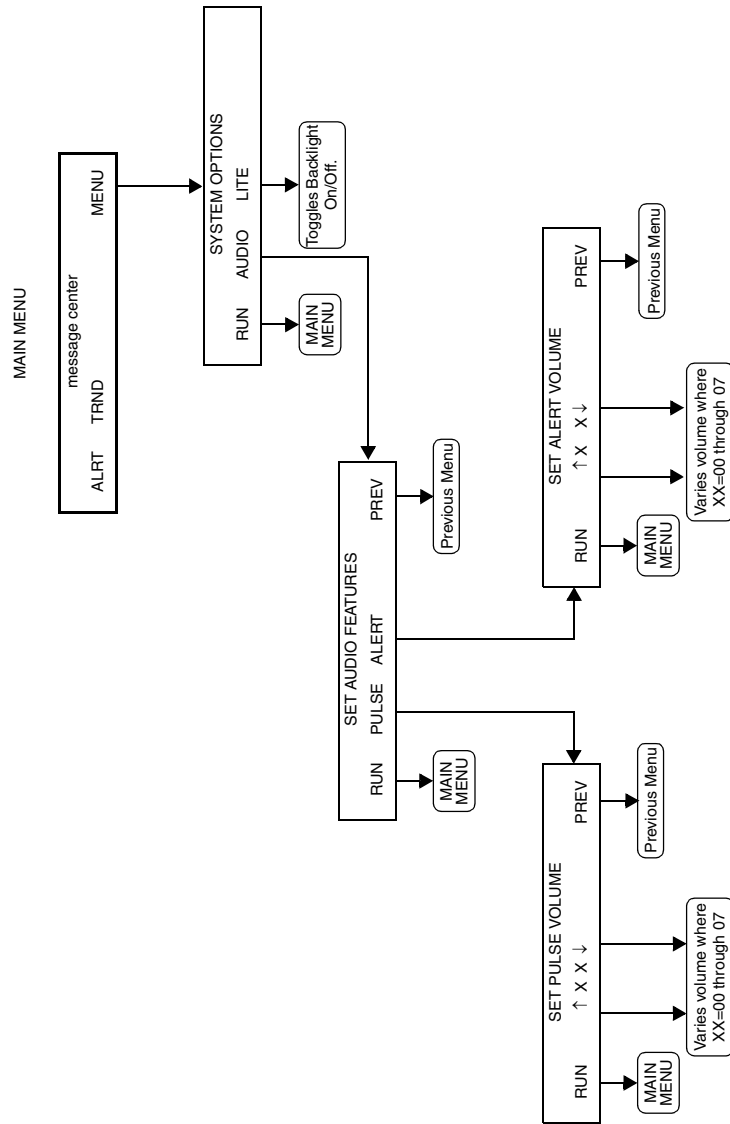 MAIN MENU
message center
ALRT TRND MENU
SYSTEM OPTIONS
RUN AUDIO LITE
MAIN
MENU
Toggles Backlight
On/Off.
SET AUDIO FEATURES
RUN PULSE ALERT PREV
MAIN
MENU
Previous Menu
SET PULSE VOLUME
RUN ↑ X X ↓ PREV
MAIN
MENU
Varies volume where
XX=00 through 07
Previous Menu
SET ALERT VOLUME
RUN ↑ X X ↓ PREV
MAIN
MENU
Varies volume where
XX=00 through 07
Previous Menu